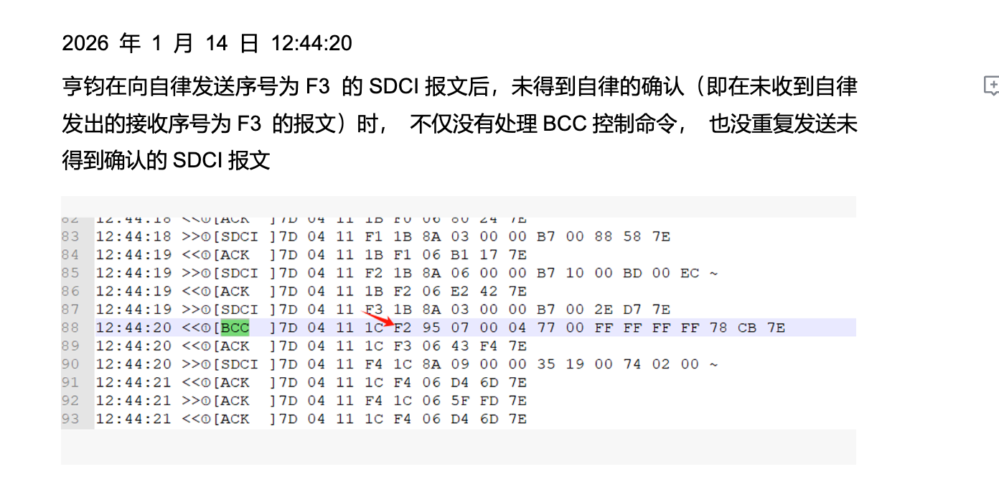 2026 年 1 月 14 日 12:44:20
亨钧在向自律发送序号为 F3 的 SDCI 报文后，未得到自律的确认（即在未收到自律
发出的接收序号为 F3 的报文）时， 不仅没有处理 BCC 控制命令， 也没重复发送未
得到确认的 SDCI 报文
82 12:44:18 <<①[ACK ]7D 04 11 1B F0 06 80 24 7E
83 12:44:18 >>①[SDCI ]7D 04 11 F1 1B 8A 03 00 00 B7 00 88 58 7E
84 12:44:19 <<①[ACK ]7D 04 11 1B F1 06 B1 17 7E
85 12:44:19 >>①[SDCI ]7D 04 11 F2 1B 8A 06 00 00 B7 10 00 BD 00 EC ~
86 12:44:19 <<①[ACK ]7D 04 11 1B F2 06 E2 42 7E
87 12:44:19 >>①[SDCI ]7D 04 11 F3 1B 8A 03 00 00 B7 00 2E D7 7E
88 12:44:20 <<①[BCC ]7D 04 11 1C F2 95 07 00 04 77 00 FF FF FF FF 78 CB 7E
89 12:44:20 <<①[ACK ]7D 04 11 1C F3 06 43 F4 7E
90 12:44:20 >>①[SDCI ]7D 04 11 F4 1C 8A 09 00 00 35 19 00 74 02 00 ~
91 12:44:21 <<①[ACK ]7D 04 11 1C F4 06 D4 6D 7E
92 12:44:21 >>①[ACK ]7D 04 11 F4 1C 06 5F FD 7E
93 12:44:21 <<①[ACK ]7D 04 11 1C F4 06 D4 6D 7E